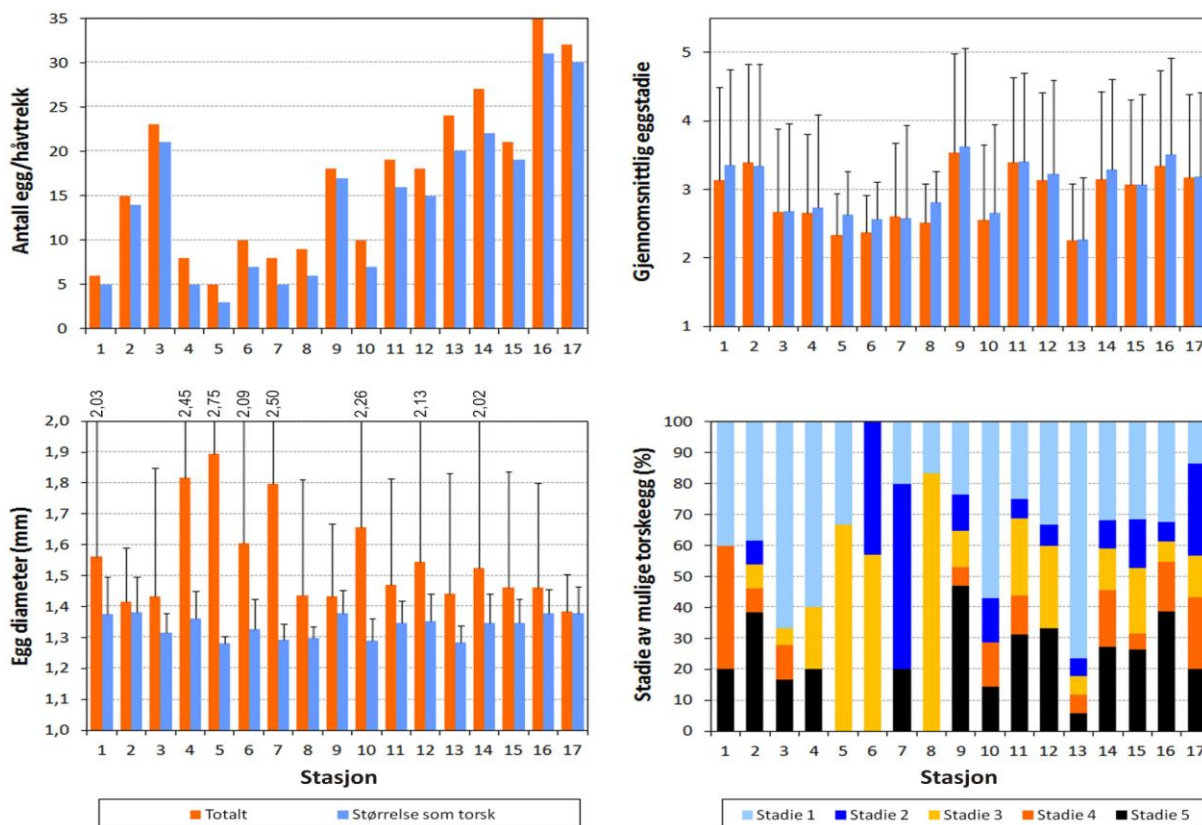 Antall egg/håvtrekk
35
30
25
20
15
10
5
0
1 2 3 4 5 6 7 8 9 10 11 12 13 14 15 16 17
Gjennomsnittlig eggstadie
5
4
3
2
1
1 2 3 4 5 6 7 8 9 10 11 12 13 14 15 16 17
2,03 2,45 2,75 2,09 2,50 2,26 2,13 2,02
Egg diameter (mm)
2,0
1,9
1,8
1,7
1,6
1,5
1,4
1,3
1,2
1,1
1,0
1 2 3 4 5 6 7 8 9 10 11 12 13 14 15 16 17
Stasjon
Totalt Størrelse som torsk
Stadie av mulige torskeegg (%)
100
90
80
70
60
50
40
30
20
10
0
1 2 3 4 5 6 7 8 9 10 11 12 13 14 15 16 17
Stasjon
Stadie 1 Stadie 2 Stadie 3 Stadie 4 Stadie 5